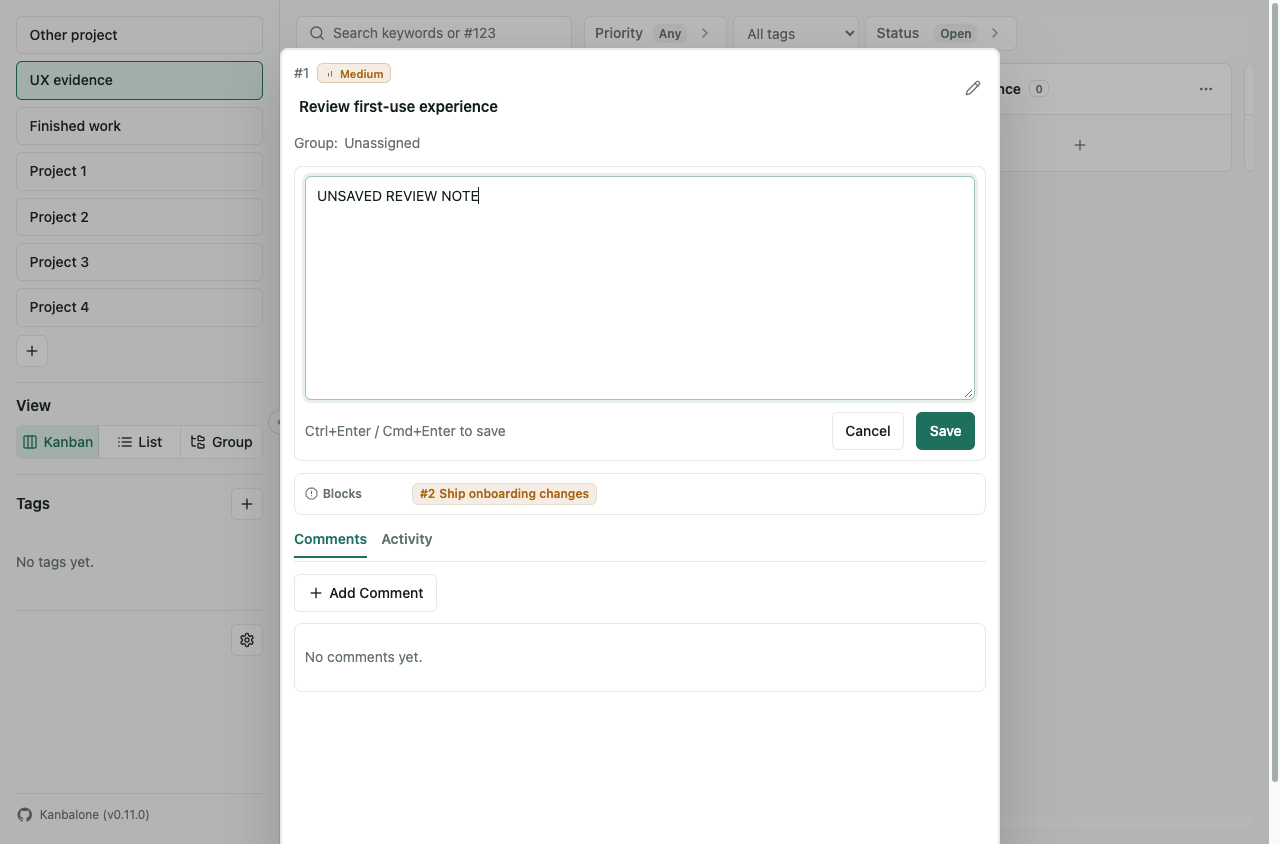 Other project
UX evidence
Finished work
Project 1
Project 2
Project 3
Project 4
View
Kanban List Group
Tags
No tags yet.
Kanbalone (v0.11.0)
Search keywords or #123
Priority Any
All tags
Status Open
0
#1 Medium
Review first-use experience
Group: Unassigned
UNSAVED REVIEW NOTE
Ctrl+Enter / Cmd+Enter to save
Cancel
Save
Blocks
#2 Ship onboarding changes
Comments Activity
Add Comment
No comments yet.